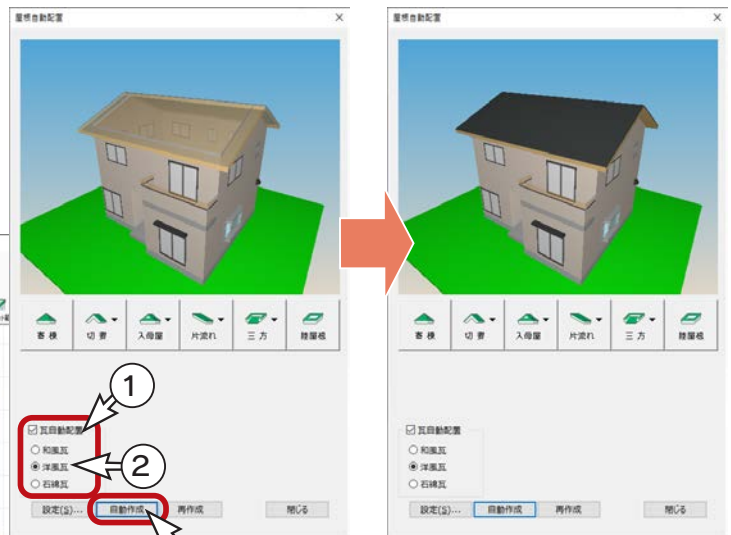 屋根自動配置
寄棟 切妻 入母屋 片流れ 三方 陸屋根
1
☑瓦自動配置
和風瓦
洋風瓦
2
石綿瓦
設定(S)... 自動作成 再作成 閉じる
屋根自動配置
寄棟 切妻 入母屋 片流れ 三方 陸屋根
☑瓦自動配置
和風瓦
洋風瓦
石綿瓦
設定(S)... 自動作成 再作成 閉じる